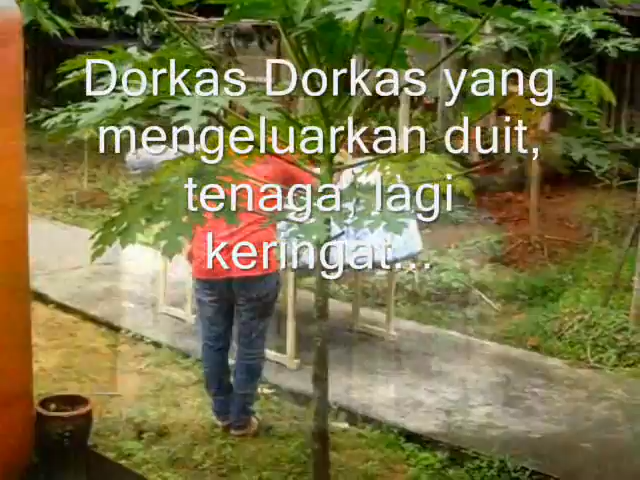 Dorkas Dorkas yang
mengeluarkan duit,
tenaga, lagi
keringat...